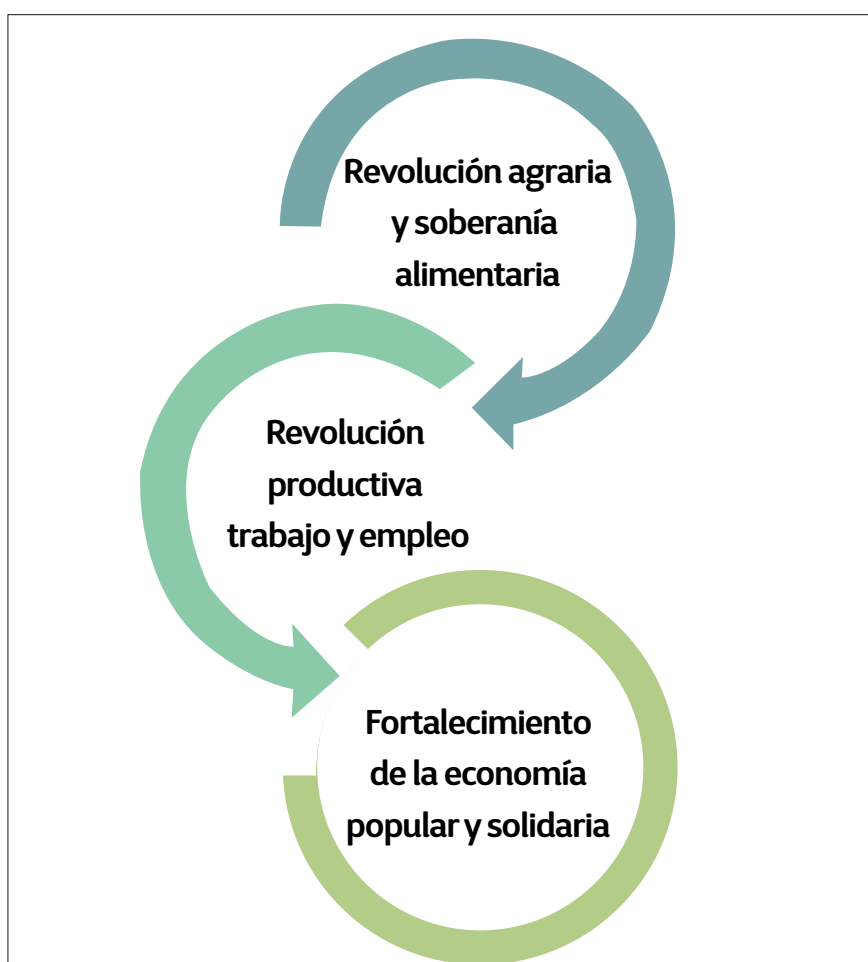 Revolución agraria
y soberanía
alimentaria
Revolución
productiva
trabajo y empleo
Fortalecimiento
de la economía
popular y solidaria